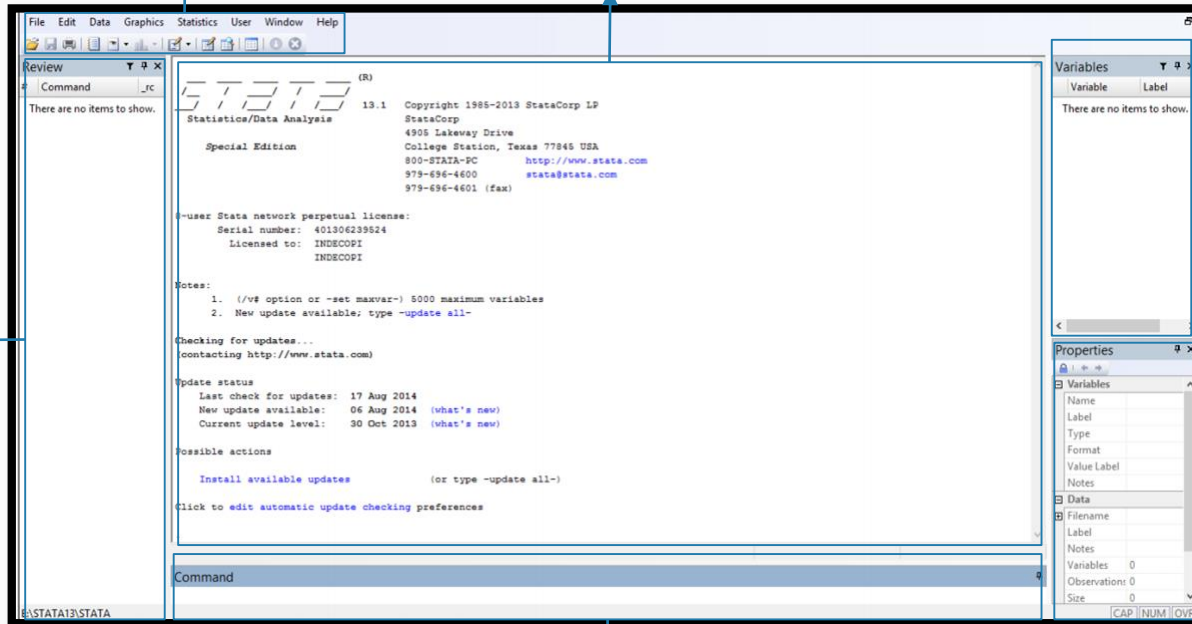 File Edit Data Graphics Statistics User Window Help
Review
# Command _rc
There are no items to show.
STATA (R)
13.1 Copyright 1985-2013 StataCorp LP
Statistics/Data Analysis StataCorp
4905 Lakeway Drive
Special Edition College Station, Texas 77845 USA
800-STATA-PC http://www.stata.com
979-696-4600 stata@stata.com
979-696-4601 (fax)
-user Stata network perpetual license:
Serial number: 401306239524
Licensed to: INDECOPI
INDECOPI
Notes:
1. (/v# option or -set maxvar-) 5000 maximum variables
2. New update available; type -update all-
Checking for updates...
(contacting http://www.stata.com)
Update status
Last check for updates: 17 Aug 2014
New update available: 06 Aug 2014 (what's new)
Current update level: 30 Oct 2013 (what's new)
Possible actions
Install available updates (or type -update all-)
Click to edit automatic update checking preferences
Command
Variables
Variable Label
There are no items to show.
Properties
Variables
Name
Label
Type
Format
Value Label
Notes
Data
Filename
Label
Notes
Variables 0
Observations 0
Size 0
E:\STATA13\STATA
CAP NUM OVR